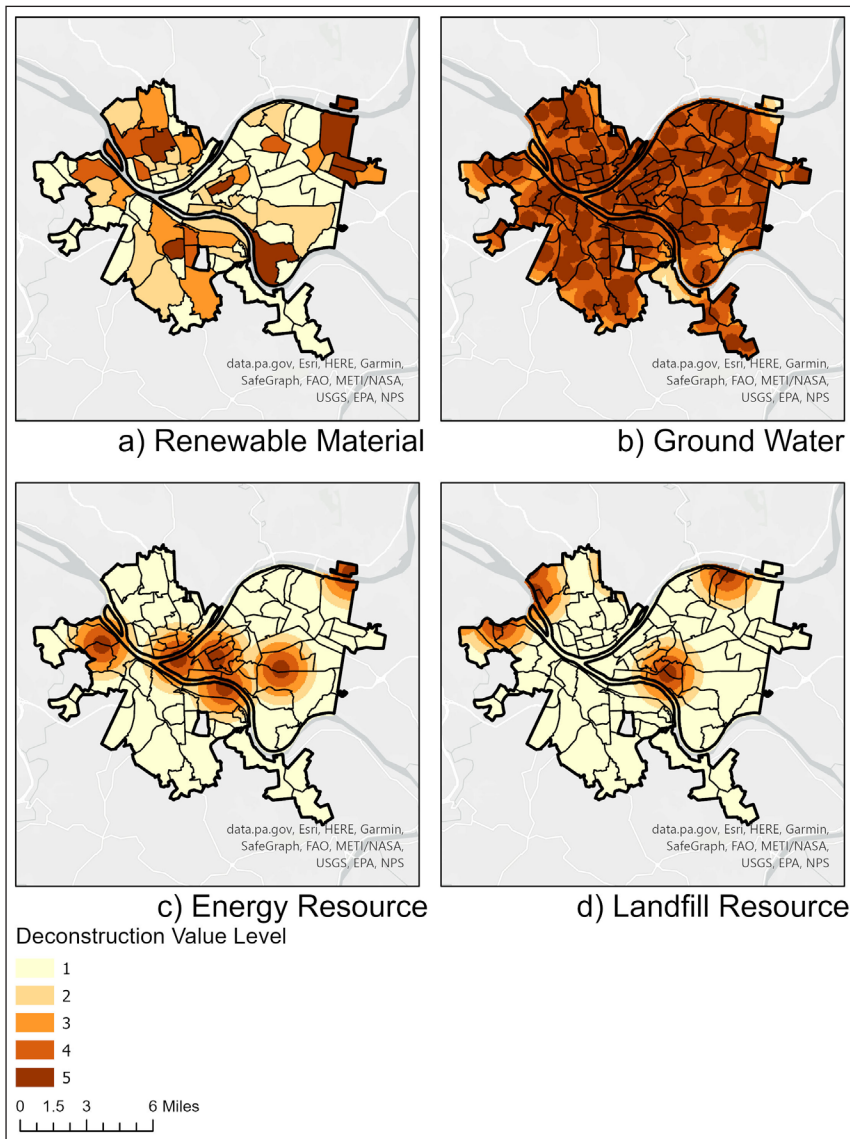 data.pa.gov, Esri, HERE, Garmin,
SafeGraph, FAO, METI/NASA,
USGS, EPA, NPS
a) Renewable Material
data.pa.gov, Esri, HERE, Garmin,
SafeGraph, FAO, METI/NASA,
USGS, EPA, NPS
b) Ground Water
data.pa.gov, Esri, HERE, Garmin,
SafeGraph, FAO, METI/NASA,
USGS, EPA, NPS
c) Energy Resource
data.pa.gov, Esri, HERE, Garmin,
SafeGraph, FAO, METI/NASA,
USGS, EPA, NPS
d) Landfill Resource
Deconstruction Value Level
1
2
3
4
5
0 1.5 3 6 Miles